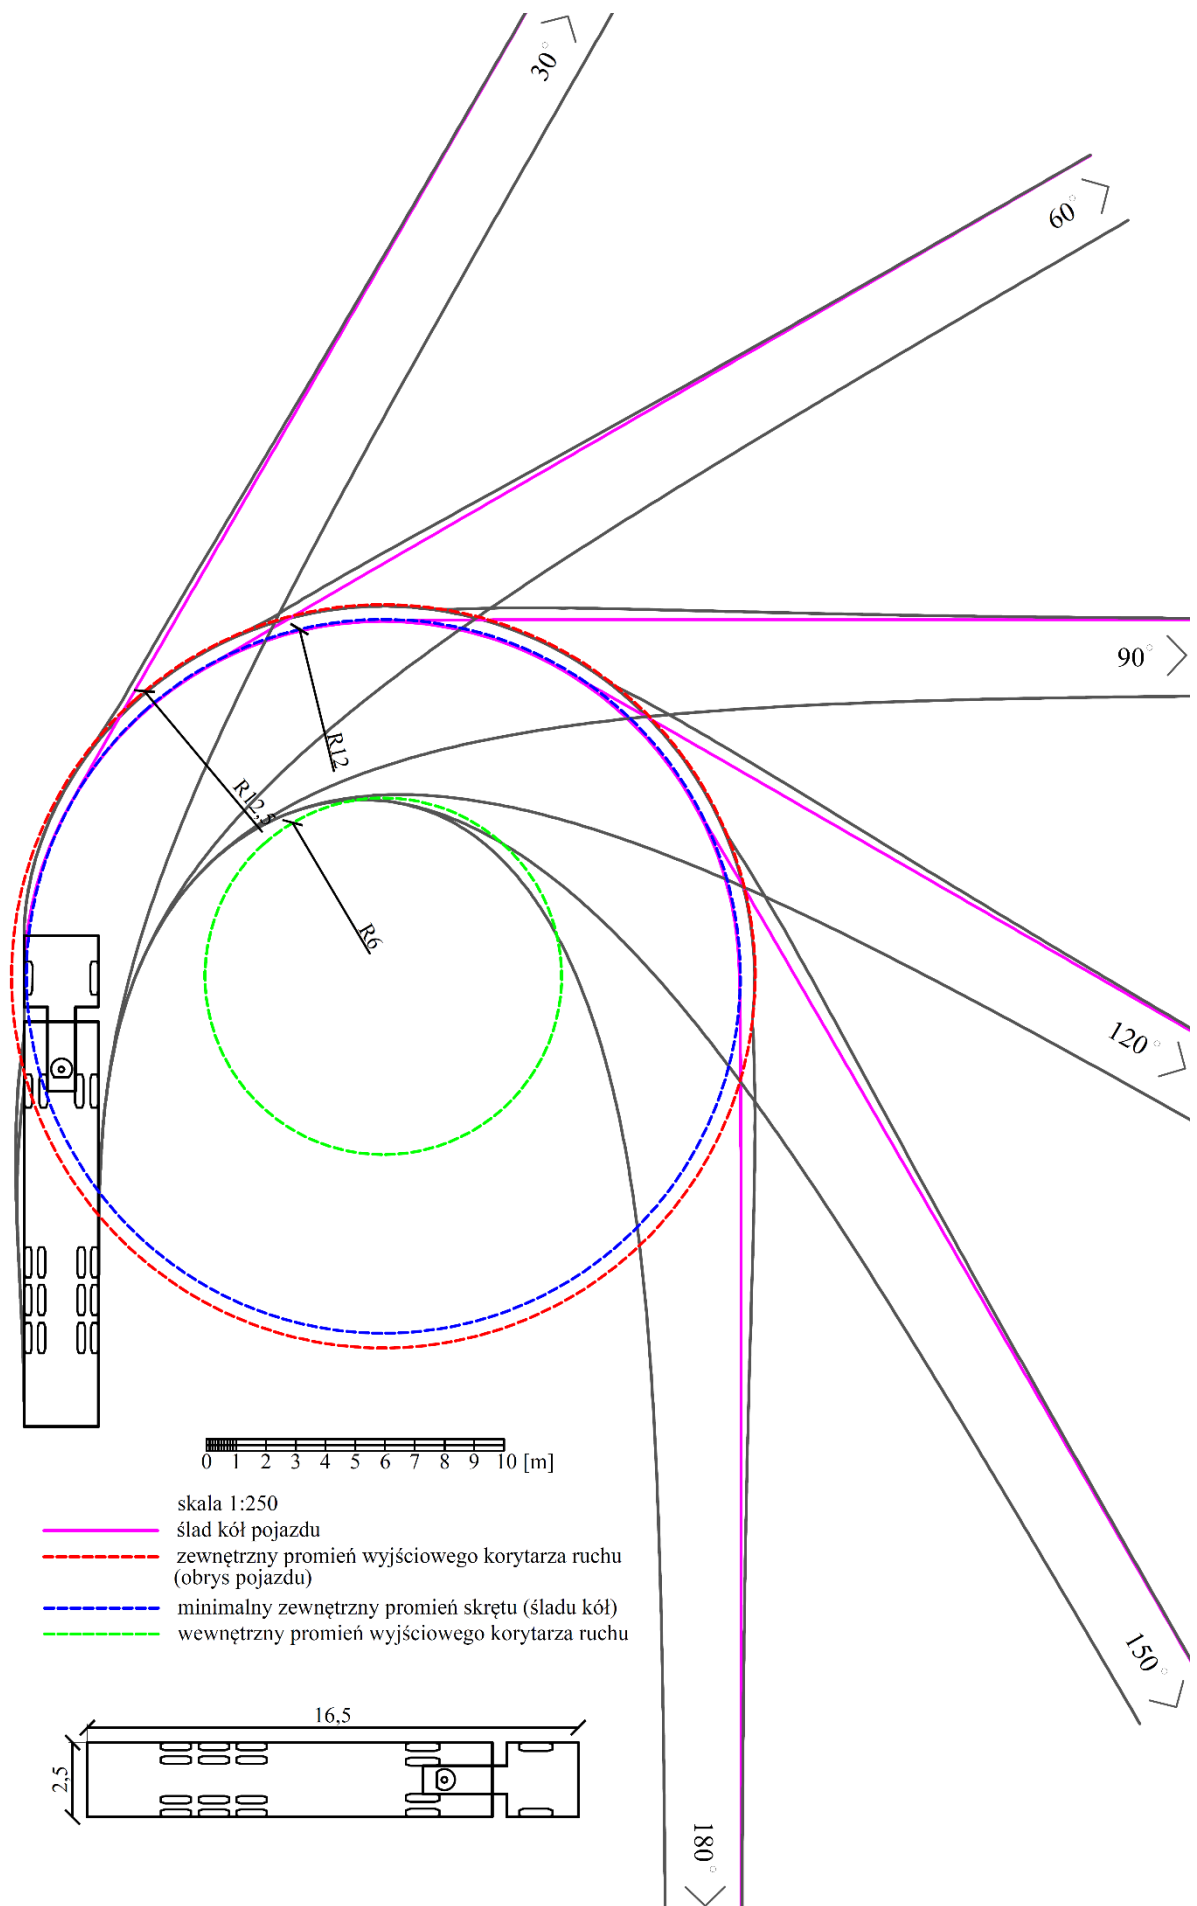 30°
60°
90°
R12
R12,5
R6
120°
0 1 2 3 4 5 6 7 8 9 10 [m]
skala 1:250
ślad kół pojazdu
zewnętrzny promień wyjściowego korytarza ruchu
(obrys pojazdu)
minimalny zewnętrzny promień skrętu (śladu kół)
wewnętrzny promień wyjściowego korytarza ruchu
150°
16,5
2,5
180°